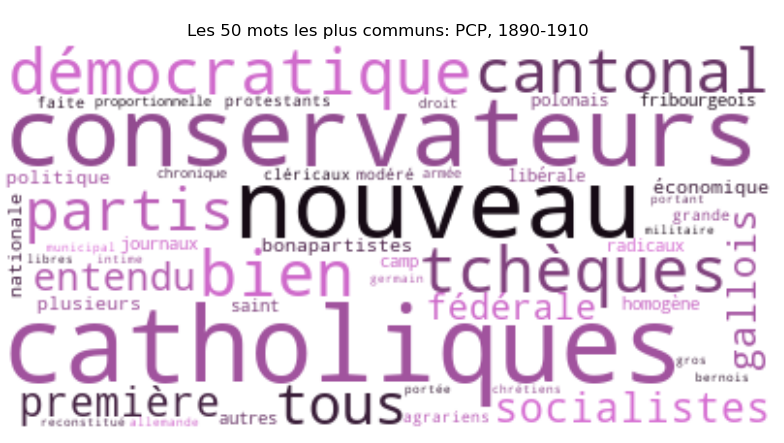 Les 50 mots les plus communs: PCP, 1890-1910
démocratique cantonal
faite proportionnelle protestants droit polonais fribourgeois
conservateurs
politique chronique cléricaux modéré armée libérale
nationale partis nouveau économique
portant
grande
militaire
municipal journaux bonapartistes radicaux
libres intime
entendu bien camp tchèques gallois
germain
plusieurs saint fédérale homogène
catholiques
gros
bernois
première tous portée chrétiens socialistes
reconstitué allemande autres agrariens